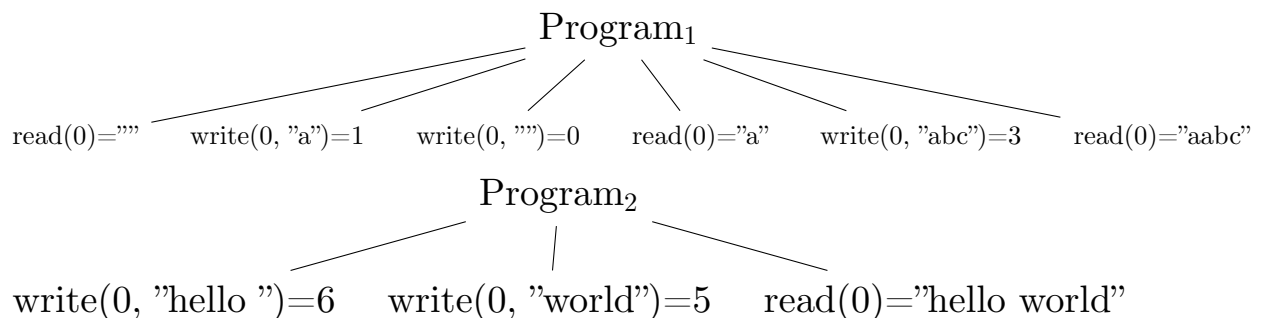 Program₁
read(0)=”” write(0, ”a”)=1 write(0, ””)=0 read(0)=”a” write(0, ”abc”)=3 read(0)=”aabc”
Program₂
write(0, ”hello ”)=6 write(0, ”world”)=5 read(0)=”hello world”